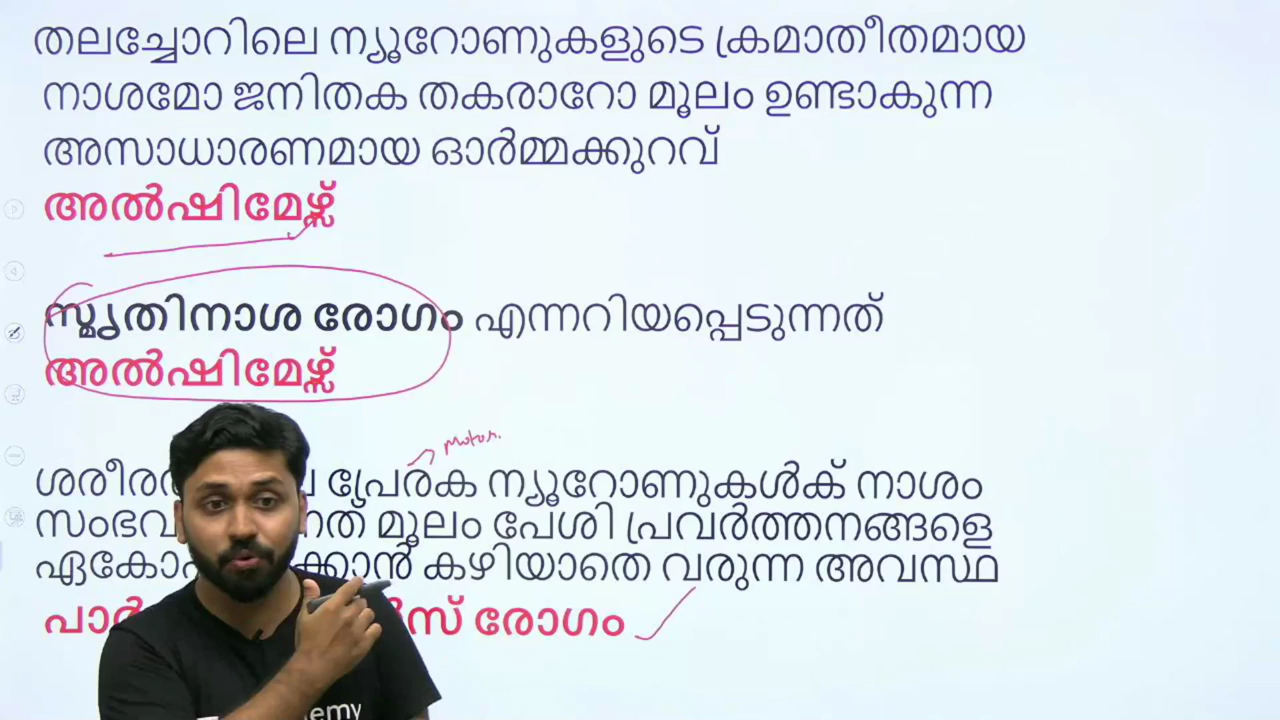 തലച്ചോറിലെ ന്യൂറോണുകളുടെ ക്രമാതീതമായ
നാശമോ ജനിതക തകരാറോ മൂലം ഉണ്ടാകുന്ന
അസാധാരണമായ ഓർമ്മക്കുറവ്
അൽഷിമേഴ്സ്
സ്മൃതിനാശ രോഗം എന്നറിയപ്പെടുന്നത്
അൽഷിമേഴ്സ്
motor.
പ്രേരക ന്യൂറോണുകൾക് നാശം
മൂലം പേശി പ്രവർത്തനങ്ങളെ
കഴിയാതെ വരുന്ന അവസ്ഥ
രോഗം